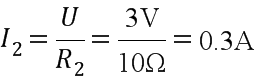 I₂ = U/R₂ = 3V/10Ω = 0.3A